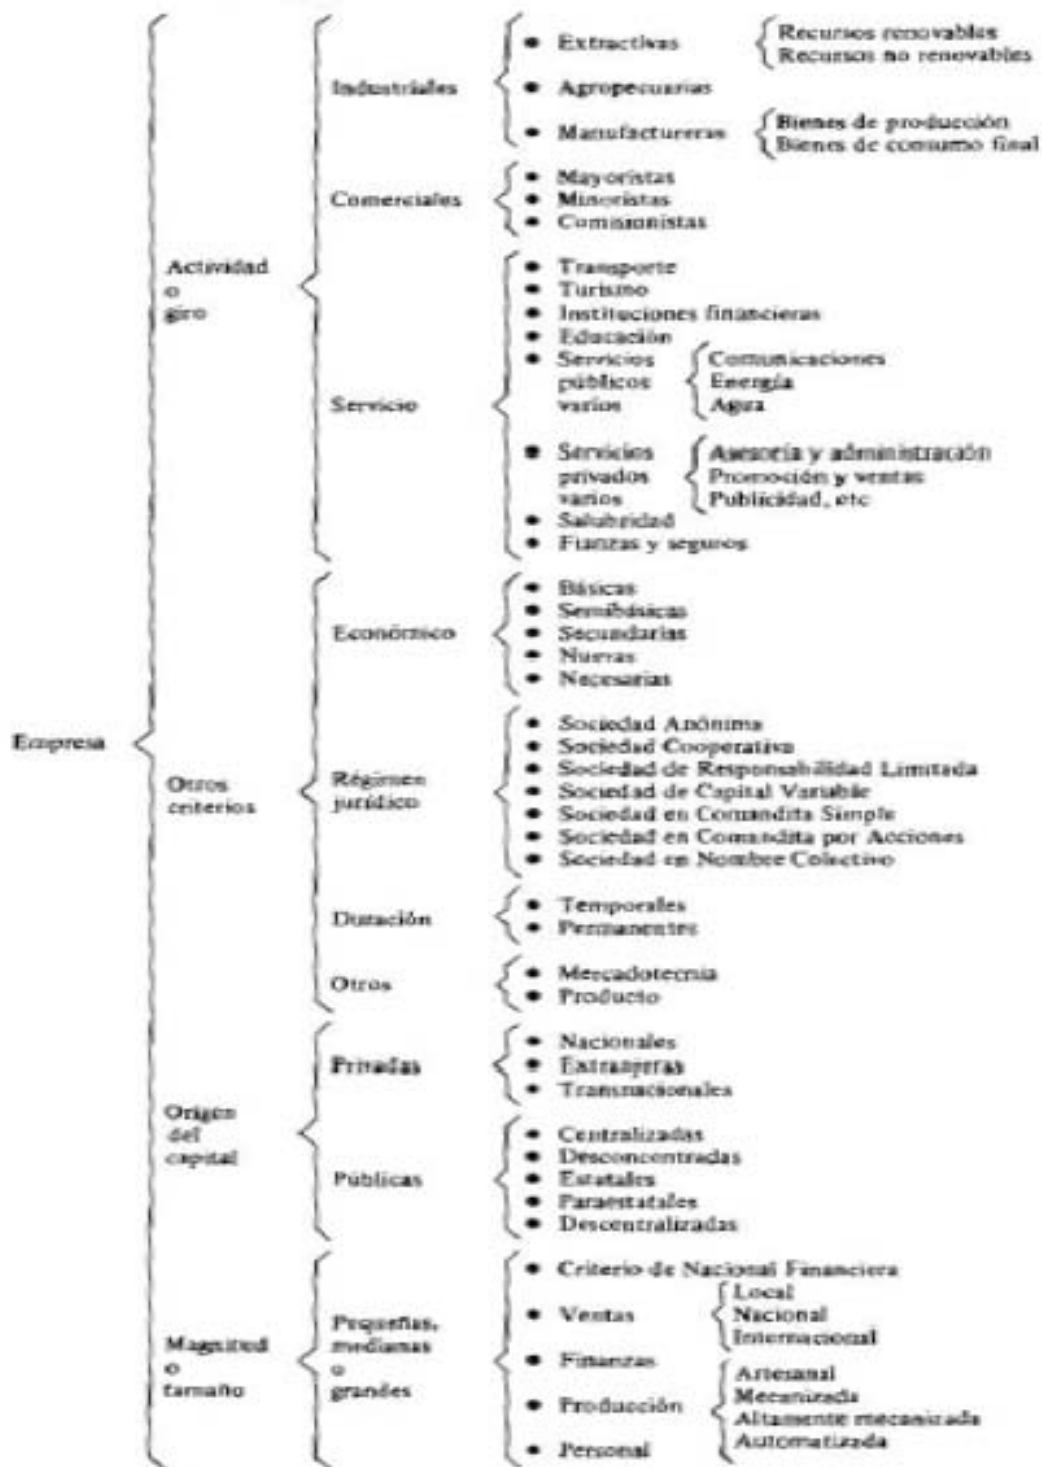 Empresa
Actividad
o
giro
Industriales
• Extractivas
Recursos renovables
Recursos no renovables
• Agropecuarias
• Manufactureras
Bienes de producción
Bienes de consumo final
Comerciales
• Mayoristas
• Minoristas
• Comisionistas
Servicio
• Transporte
• Turismo
• Instituciones financieras
• Educación
• Servicios
públicos
varios
Comunicaciones
Energía
Agua
• Servicios
privados
varios
Asesoría y administración
Promoción y ventas
Publicidad, etc
• Salubridad
• Fianzas y seguros
Otros
criterios
Económico
• Básicas
• Semibásicas
• Secundarias
• Nuevas
• Necesarias
Régimen
jurídico
• Sociedad Anónima
• Sociedad Cooperativa
• Sociedad de Responsabilidad Limitada
• Sociedad de Capital Variable
• Sociedad en Comandita Simple
• Sociedad en Comandita por Acciones
• Sociedad en Nombre Colectivo
Duración
• Temporales
• Permanentes
Otros
• Mercadotecnia
• Producto
Origen
del
capital
Privadas
• Nacionales
• Extranjeras
• Transnacionales
Públicas
• Centralizadas
• Desconcentradas
• Estatales
• Paraestatales
• Descentralizadas
Magnitud
o
tamaño
Pequeñas,
medianas
o
grandes
• Criterio de Nacional Financiera
• Ventas
Local
Nacional
Internacional
• Finanzas
• Producción
Artesanal
Mecanizada
Altamente mecanizada
Automatizada
• Personal